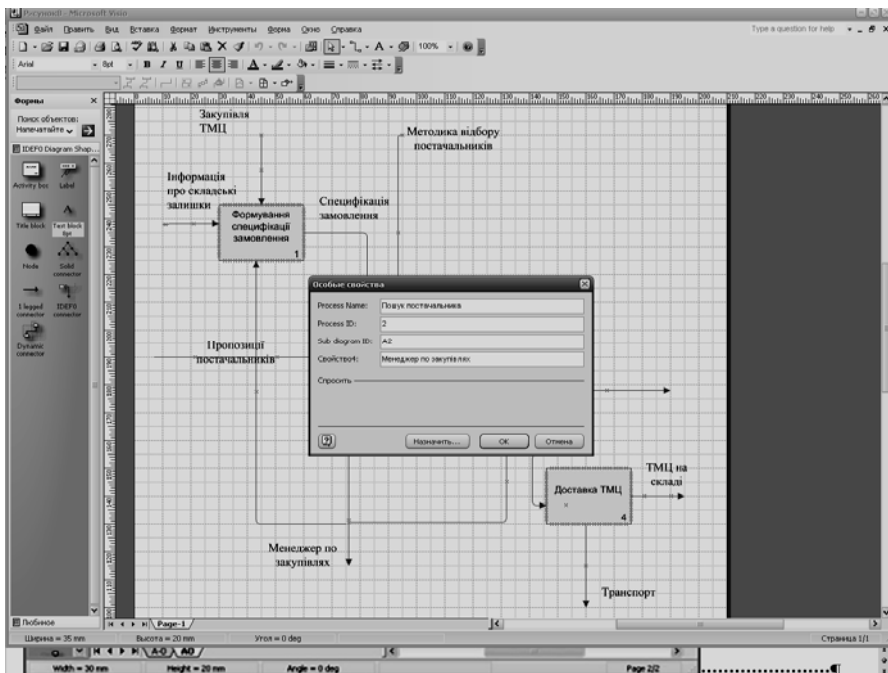 Рисунок1 - Microsoft Visio
Файл Править Вид Вставка Формат Инструменты Форма Окно Справка
Type a question for help
100%
Arial 8pt
Формы
Поиск объектов:
Напечатайте
IDEF0 Diagram Shap...
Activity box Label
Title block Text block 8pt
Node Solid connector
1 legged connector IDEF0 connector
Dynamic connector
Любимое
Закупівля
ТМЦ
Методика відбору
постачальників
Інформація
про складські
залишки
Специфікація
замовлення
Формування
специфікації
замовлення
1
Особые свойства
Process Name: Пошук постачальника
Process ID: 2
Sub diagram ID: A2
Свойство4: Менеджер по закупівлях
Спросить
Назначить... ОК Отмена
Пропозиції
постачальників
ТМЦ на
складі
Доставка ТМЦ
4
Менеджер по
закупівлях
Транспорт
Page-1
Ширина = 35 mm Высота = 20 mm Угол = 0 deg Страница 1/1
A-0 A0
Width = 30 mm Height = 20 mm Angle = 0 deg Page 2/2